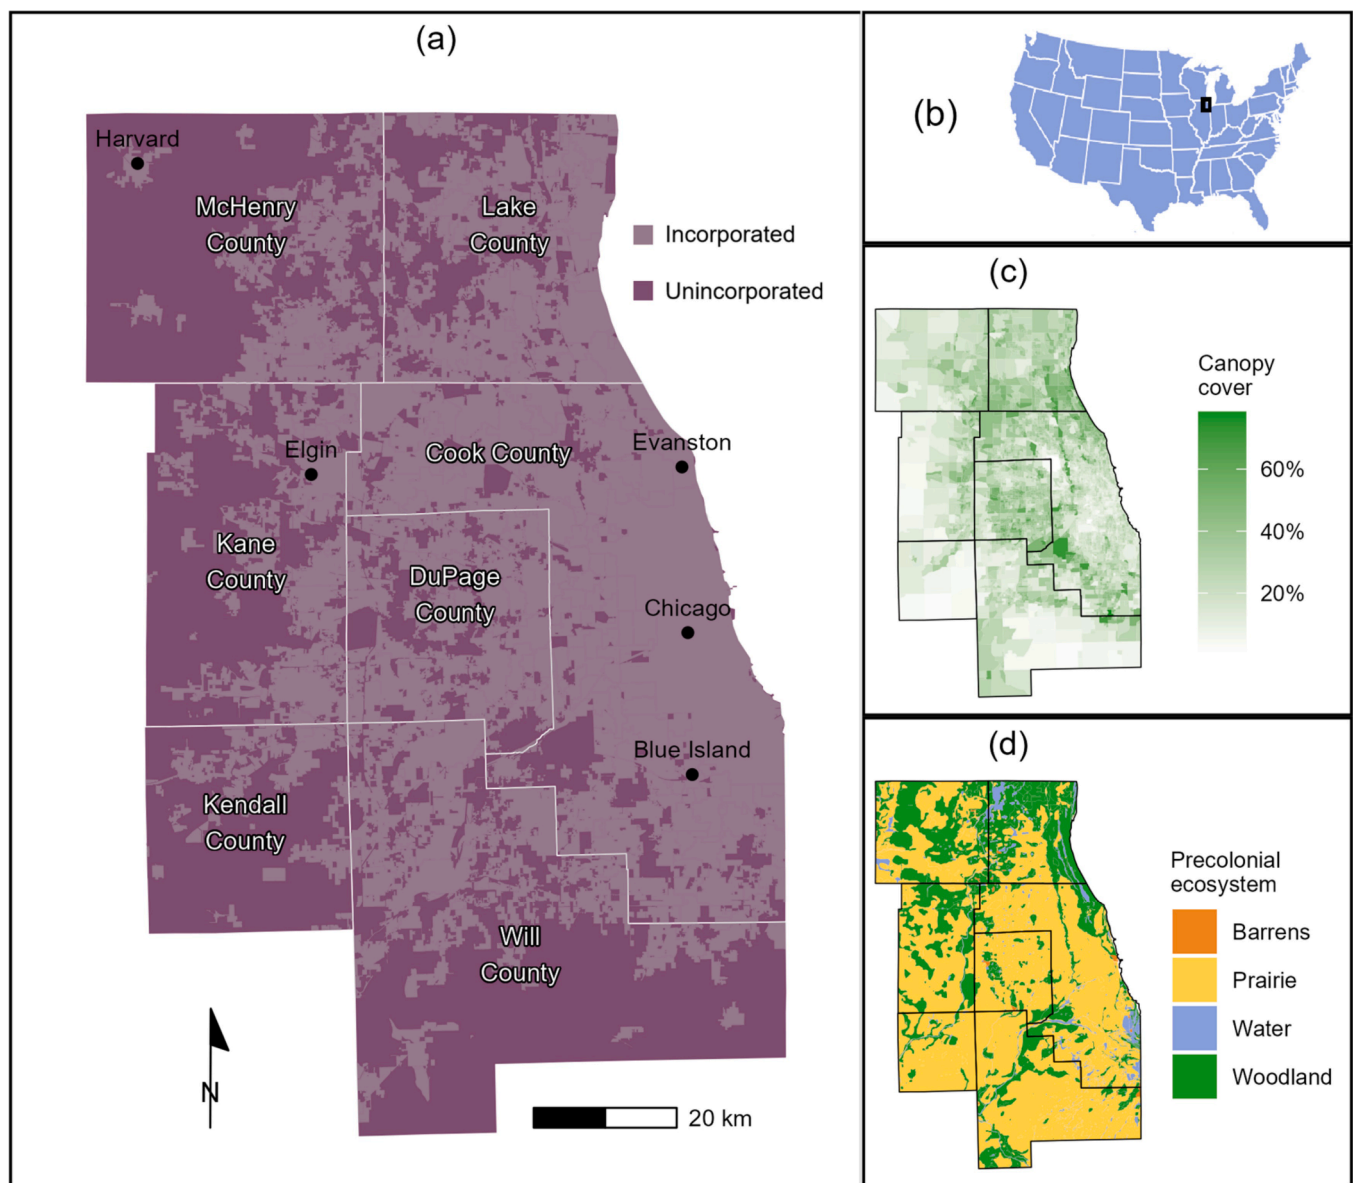 (a)
Harvard
McHenry
County
Lake
County
Incorporated
Unincorporated
Elgin
Cook County
Evanston
Kane
County
DuPage
County
Chicago
Blue Island
Kendall
County
Will
County
N
20 km
(b)
(c)
Canopy
cover
60%
40%
20%
(d)
Precolonial
ecosystem
Barrens
Prairie
Water
Woodland